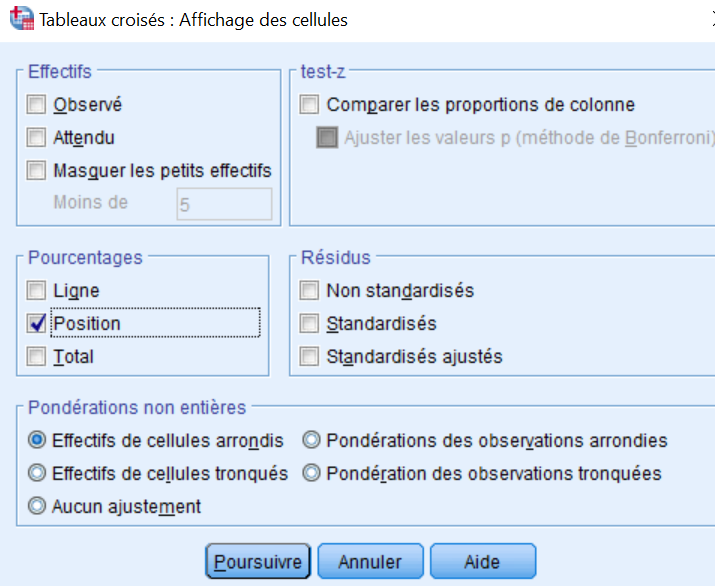 Tableaux croisés : Affichage des cellules
Effectifs
Observé
Attendu
Masquer les petits effectifs
Moins de 5
test-z
Comparer les proportions de colonne
Ajuster les valeurs p (méthode de Bonferroni)
Pourcentages
Ligne
Position
Total
Résidus
Non standardisés
Standardisés
Standardisés ajustés
Pondérations non entières
Effectifs de cellules arrondis
Pondérations des observations arrondies
Effectifs de cellules tronqués
Pondération des observations tronquées
Aucun ajustement
Poursuivre
Annuler
Aide